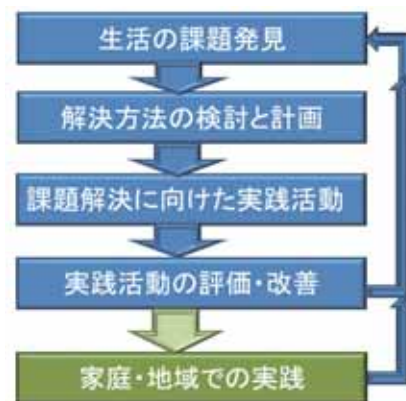 生活の課題発見
解決方法の検討と計画
課題解決に向けた実践活動
実践活動の評価・改善
家庭・地域での実践